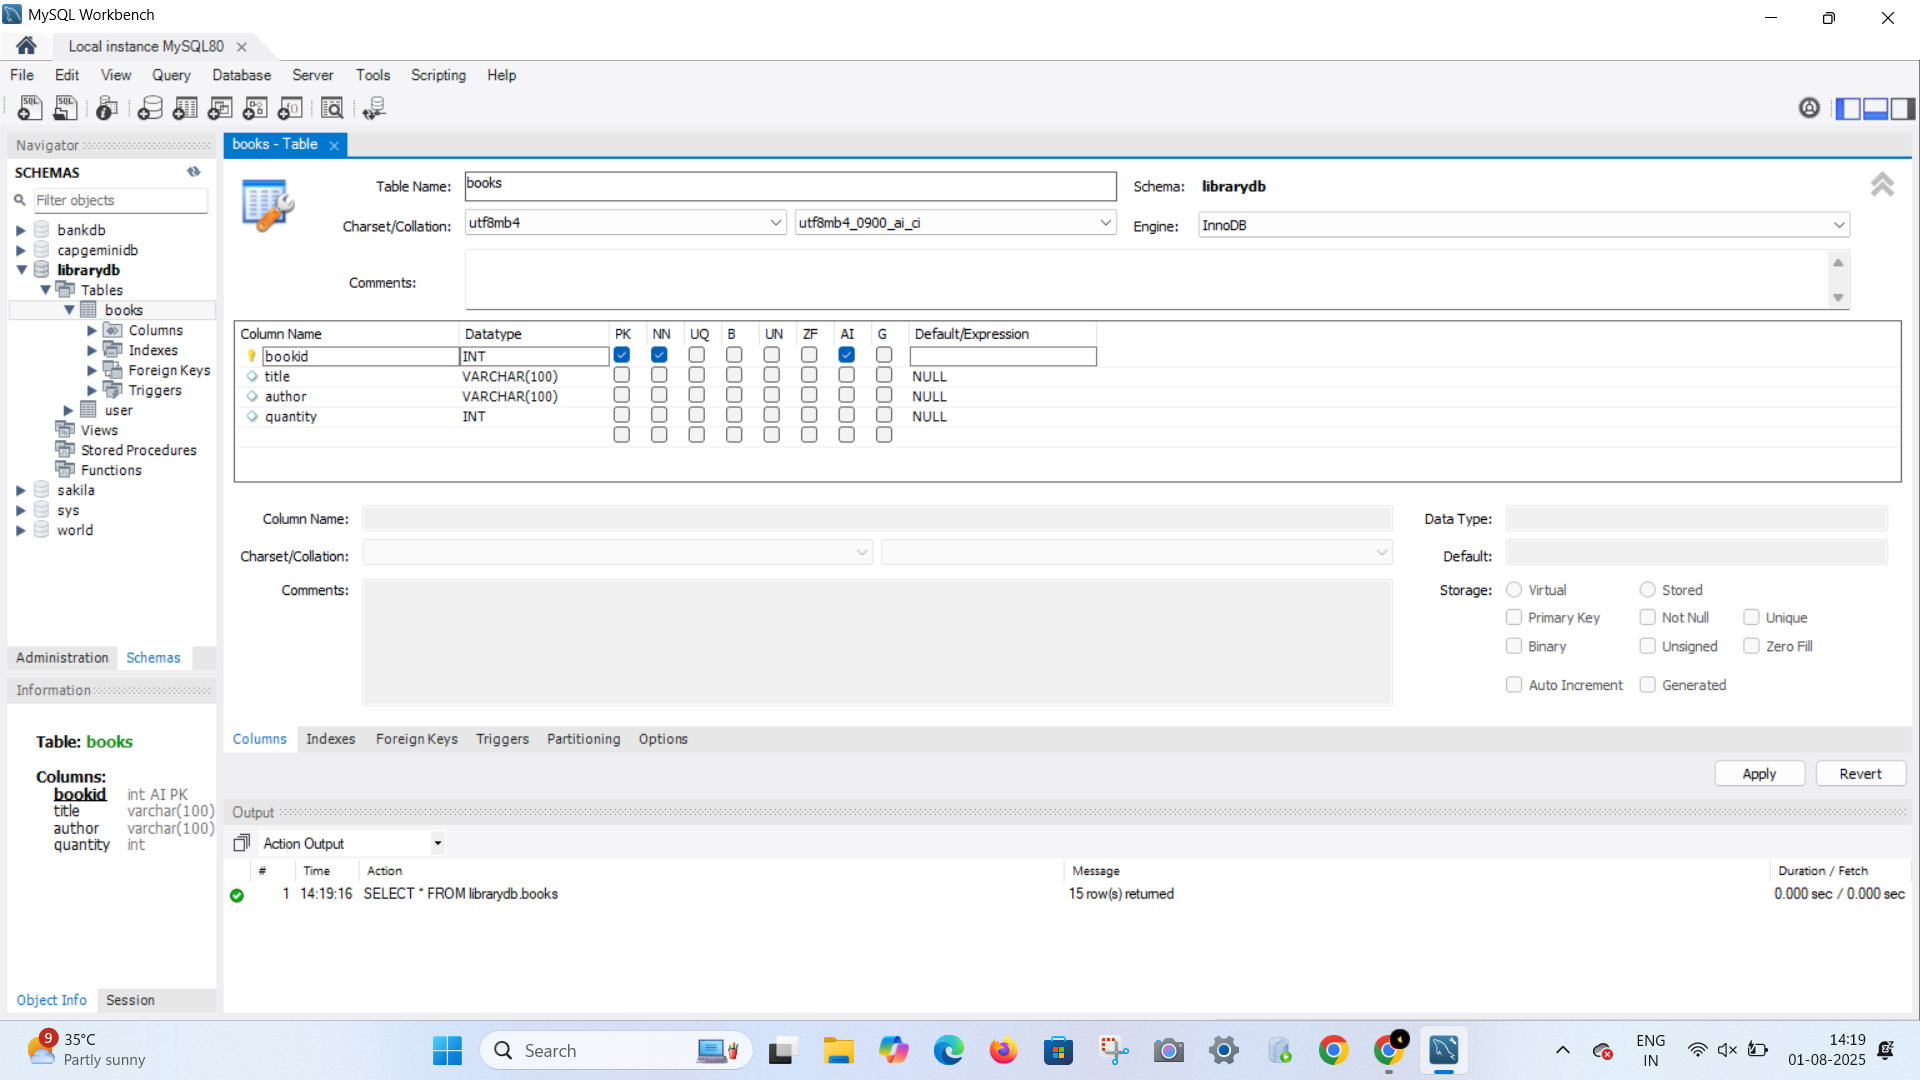 MySQL Workbench
Local instance MySQL80
File Edit View Query Database Server Tools Scripting Help
Navigator
SCHEMAS
Filter objects
bankdb
capgeminidb
librarydb
Tables
books
Columns
Indexes
Foreign Keys
Triggers
user
Views
Stored Procedures
Functions
sakila
sys
world
Administration Schemas
Information
Table: books
Columns:
bookid int AI PK
title varchar(100)
author varchar(100)
quantity int
Object Info Session
books - Table
Table Name: books Schema: librarydb
Charset/Collation: utf8mb4 utf8mb4_0900_ai_ci Engine: InnoDB
Comments:
Column Name Datatype PK NN UQ B UN ZF AI G Default/Expression
bookid INT
title VARCHAR(100) NULL
author VARCHAR(100) NULL
quantity INT NULL
Column Name: Data Type:
Charset/Collation: Default:
Comments: Storage: Virtual Stored
Primary Key Not Null Unique
Binary Unsigned Zero Fill
Auto Increment Generated
Columns Indexes Foreign Keys Triggers Partitioning Options
Apply Revert
Output
Action Output
# Time Action Message Duration / Fetch
1 14:19:16 SELECT * FROM librarydb.books 15 row(s) returned 0.000 sec / 0.000 sec
9
35°C
Partly sunny
Search
ENG
IN
14:19
01-08-2025